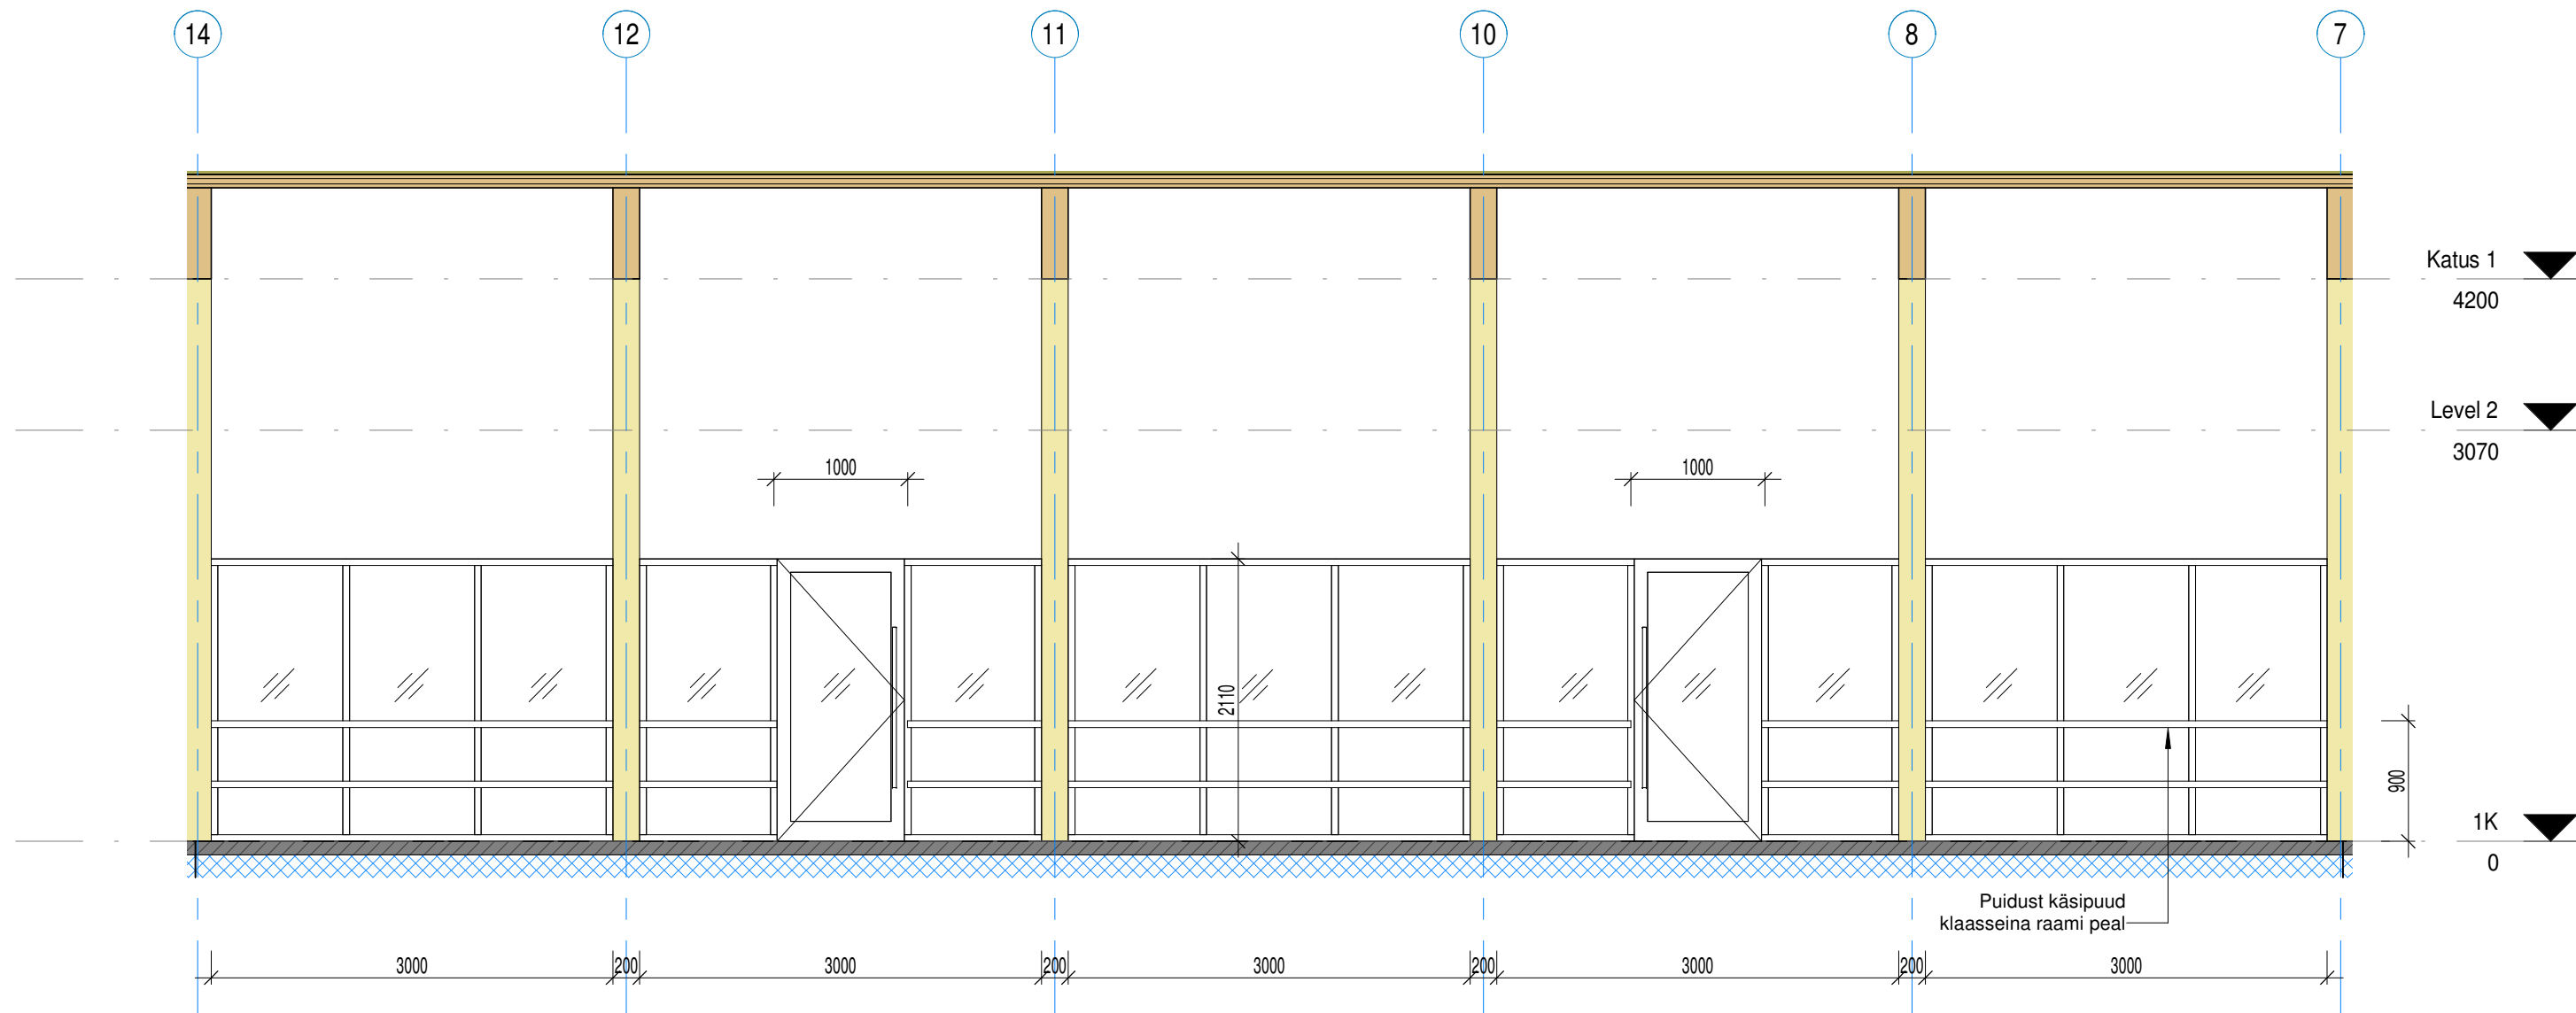 14 12 11 10 8 7
Katus 1
4200
Level 2
3070
1000 1000
2110
900
1K
0
Puidust käsipuud
klaasseina raami peal
3000 200 3000 200 3000 200 3000 200 3000